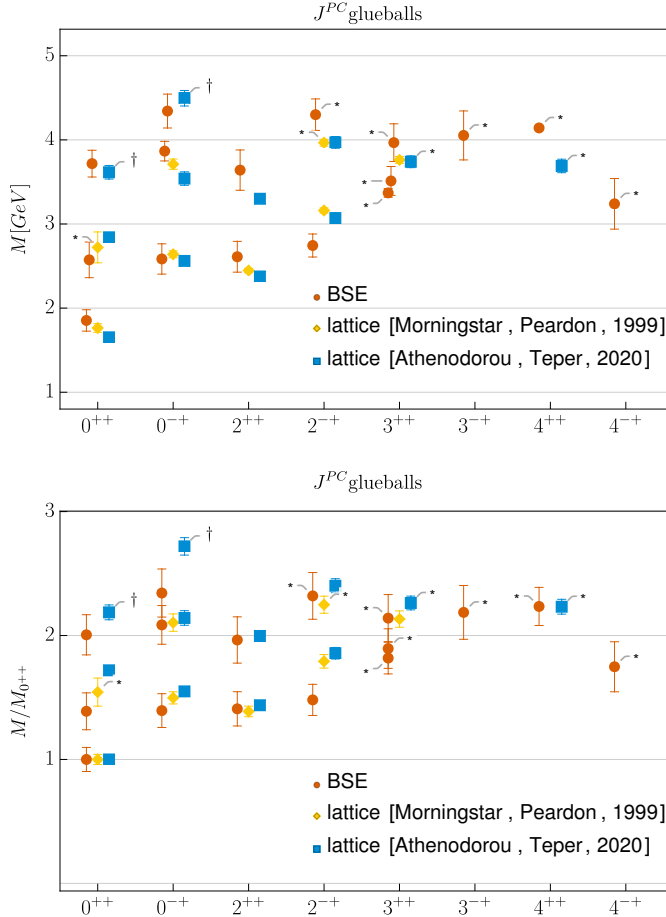 J^{PC} glueballs
5
4
3
2
1
M[GeV]
* † † * * * * * * * * * *
BSE
lattice [Morningstar , Peardon , 1999]
lattice [Athenodorou , Teper, 2020]
0^{++} 0^{-+} 2^{++} 2^{-+} 3^{++} 3^{-+} 4^{++} 4^{-+}
J^{PC} glueballs
3
2
1
M/M_{0^{++}}
* † † * * * * * * * * *
BSE
lattice [Morningstar , Peardon , 1999]
lattice [Athenodorou , Teper, 2020]
0^{++} 0^{-+} 2^{++} 2^{-+} 3^{++} 3^{-+} 4^{++} 4^{-+}